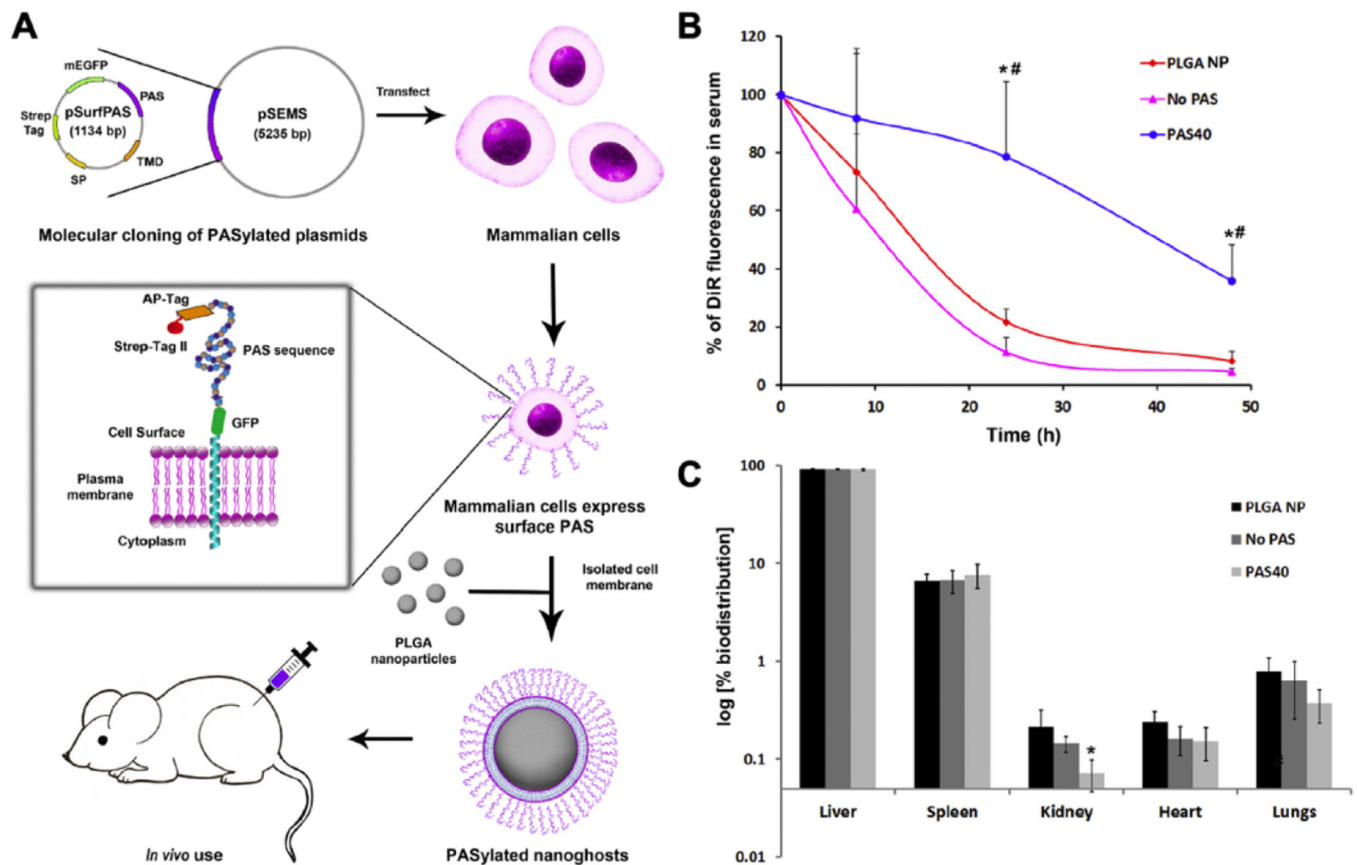 A
mEGFP
PAS
Strep
Tag
pSurfPAS
(1134 bp)
TMD
SP
pSEMS
(5235 bp)
Transfect
Molecular cloning of PASylated plasmids
Mammalian cells
AP-Tag
Strep-Tag II
PAS sequence
GFP
Cell Surface
Plasma
membrane
Cytoplasm
Mammalian cells express
surface PAS
Isolated cell
membrane
PLGA
nanoparticles
In vivo use
PASylated nanoghosts
B
% of DiR fluorescence in serum
120
100
80
60
40
20
0
0
10
20
30
40
50
Time (h)
*#
*#
PLGA NP
No PAS
PAS40
C
log [% biodistribution]
100
10
1
0.1
0.01
*
Liver
Spleen
Kidney
Heart
Lungs
PLGA NP
No PAS
PAS40